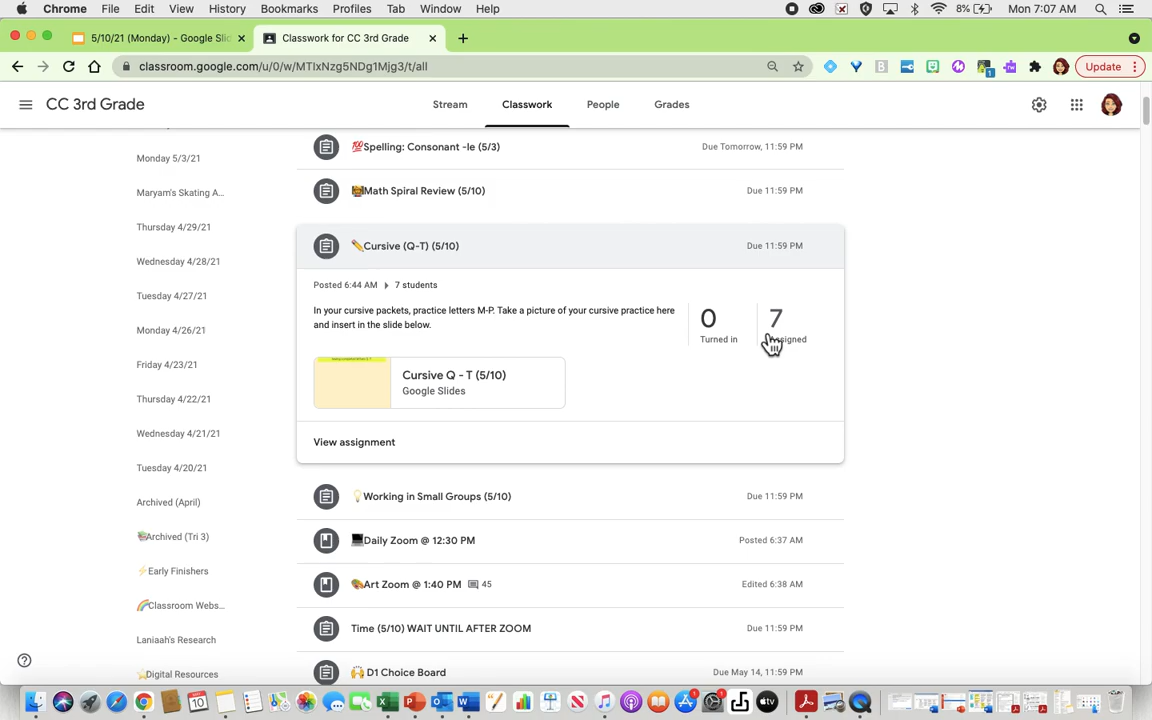 Chrome File Edit View History Bookmarks Profiles Tab Window Help 8% Mon 7:07 AM
5/10/21 (Monday) - Google Slid Classwork for CC 3rd Grade
classroom.google.com/u/0/w/MTIxNzg5NDg1Mjg3/t/all Update
CC 3rd Grade Stream Classwork People Grades
Monday 5/3/21
Maryam's Skating A...
Thursday 4/29/21
Wednesday 4/28/21
Tuesday 4/27/21
Monday 4/26/21
Friday 4/23/21
Thursday 4/22/21
Wednesday 4/21/21
Tuesday 4/20/21
Archived (April)
Archived (Tri 3)
⚡Early Finishers
🌈Classroom Webs...
Laniaah's Research
⭐Digital Resources
💯Spelling: Consonant -le (5/3) Due Tomorrow, 11:59 PM
Math Spiral Review (5/10) Due 11:59 PM
✏️Cursive (Q-T) (5/10) Due 11:59 PM
Posted 6:44 AM 7 students
In your cursive packets, practice letters M-P. Take a picture of your cursive practice here
and insert in the slide below.
0 7
Turned in Assigned
Cursive Q - T (5/10)
Google Slides
View assignment
💡Working in Small Groups (5/10) Due 11:59 PM
💻Daily Zoom @ 12:30 PM Posted 6:37 AM
🎨Art Zoom @ 1:40 PM 45 Edited 6:38 AM
Time (5/10) WAIT UNTIL AFTER ZOOM Due 11:59 PM
🙌 D1 Choice Board Due May 14, 11:59 PM